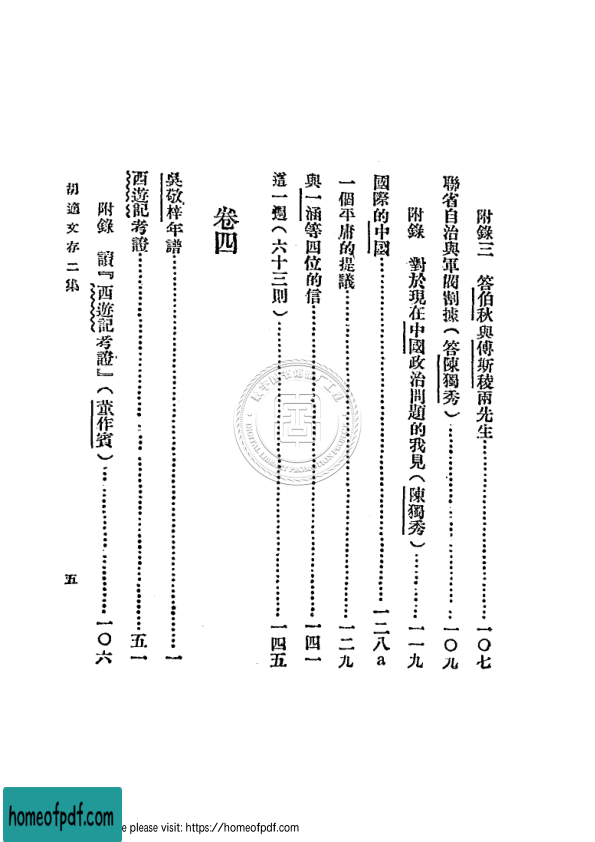 附錄三　答伯秋與傅斯稜兩先生……一〇七
聯省自治與軍閥割據（答陳獨秀）……一〇九
附錄　對於現在中國政治問題的我見（陳獨秀）……一一九
國際的中國……一二八a
一個平庸的提議……一二九
與一涵等四位的信……一四一
這一週（六十三則）……一四五
卷四
吳敬梓年譜……一
西遊記考證……五一
附錄　讀『西遊記考證』（董作賓）……一〇六
胡適文存二集
五
homeofpdf.com
e please visit: https://homeofpdf.com